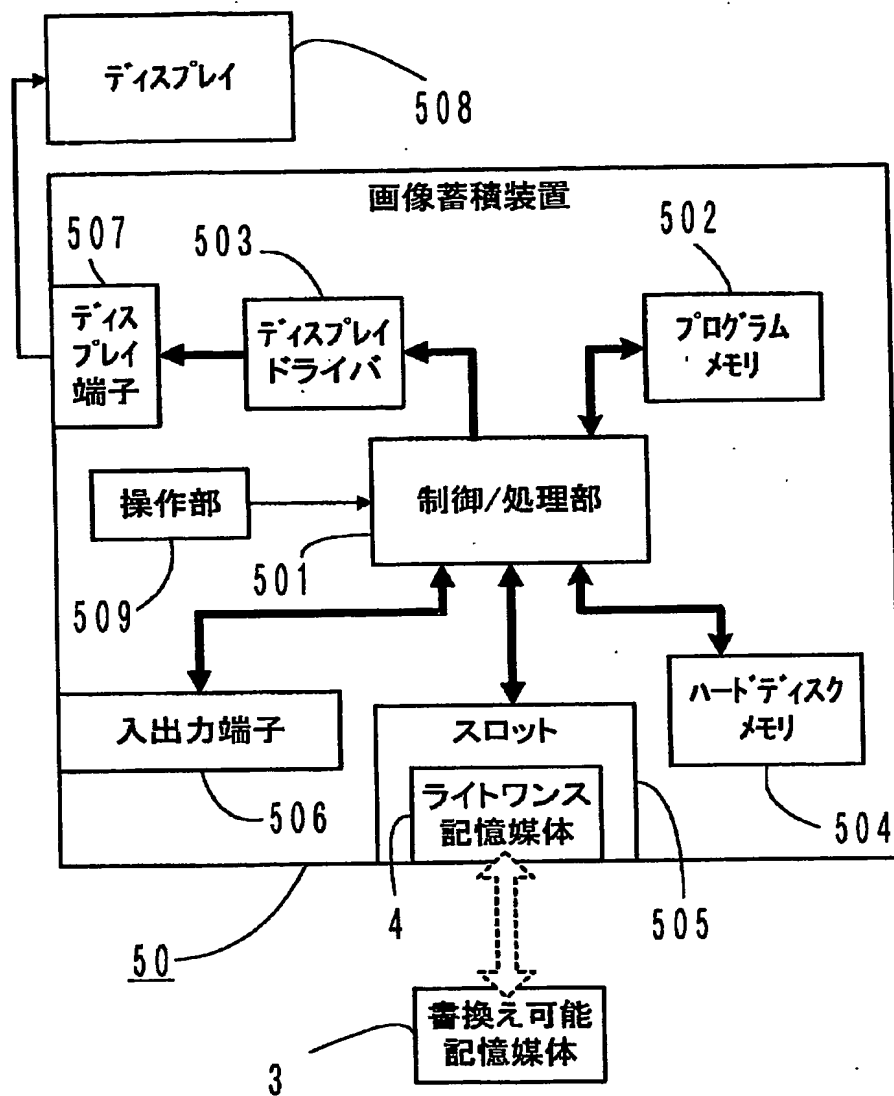 ディスプレイ
508
画像蓄積装置
507
503
502
ディス
プレイ
端子
ディスプレイ
ドライバ
プログラム
メモリ
操作部
制御/処理部
501
509
入出力端子
スロット
ハードディスク
メモリ
506
ライトワンス
記憶媒体
4
505
504
50
書換え可能
記憶媒体
3